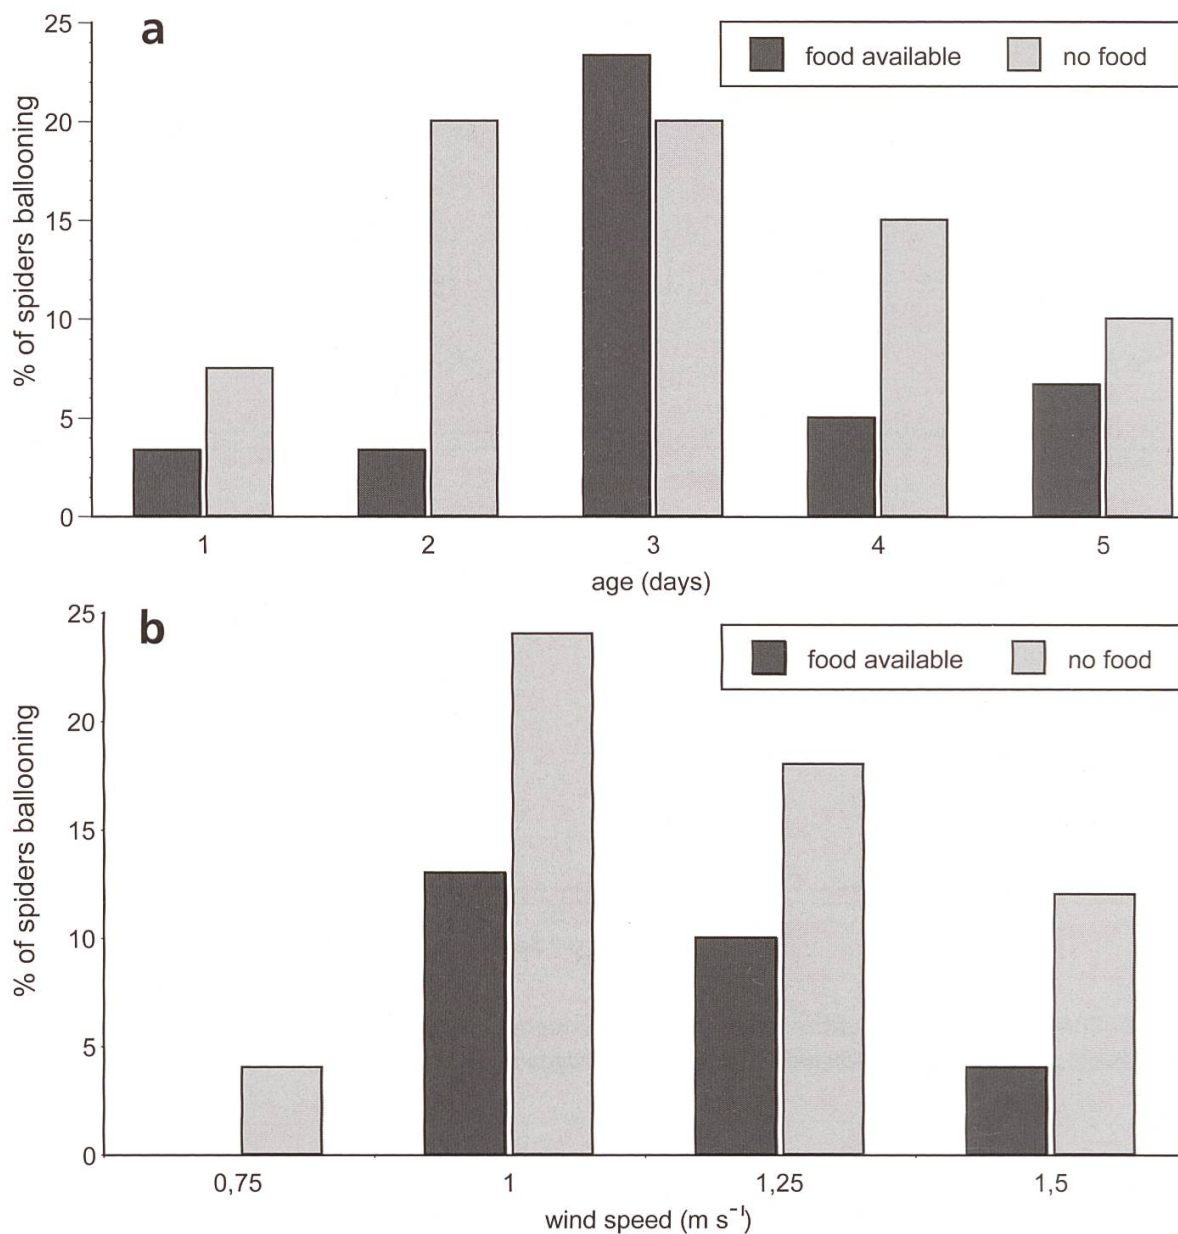 a
food available no food
25
20
15
10
5
0
% of spiders ballooning
1 2 3 4 5
age (days)
b
food available no food
25
20
15
10
5
0
% of spiders ballooning
0,75 1 1,25 1,5
wind speed (m s⁻¹)